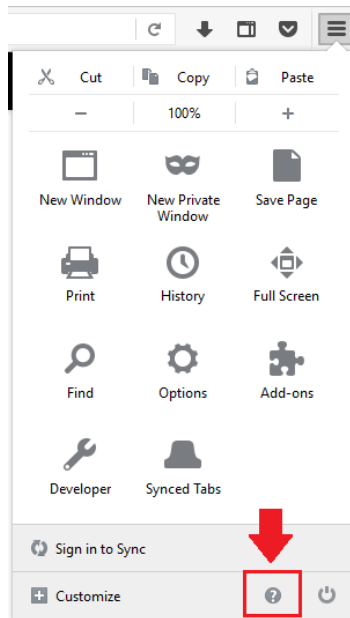 Cut Copy Paste
− 100% +
New Window New Private Window Save Page
Print History Full Screen
Find Options Add-ons
Developer Synced Tabs
Sign in to Sync
Customize ?